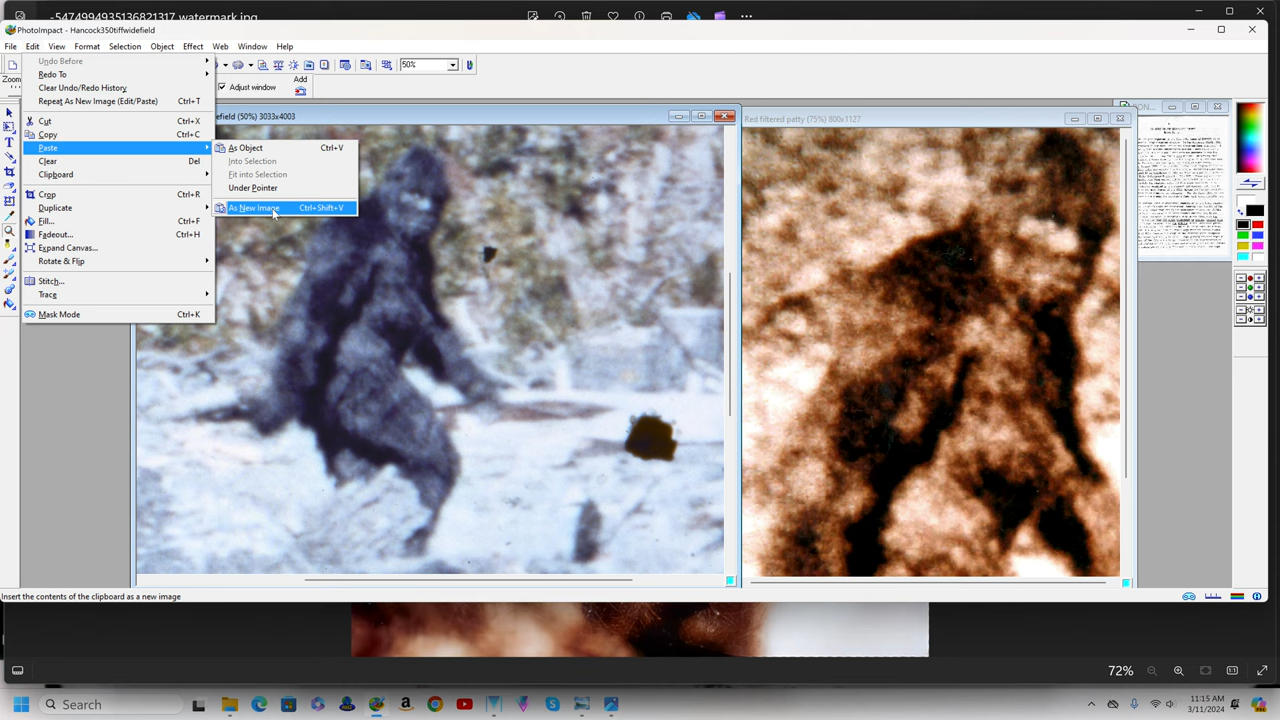 -5474995136821317 watermark.jpg
PhotoImpact - Hancock350tiffwidefield
File Edit View Format Selection Object Effect Web Window Help
50%
Zoom
Adjust window
Add
Undo Before
Redo To
Clear Undo/Redo History
Repeat As New Image (Edit/Paste) Ctrl+T
Cut Ctrl+X
Copy Ctrl+C
Paste
Clear Del
Clipboard
Crop Ctrl+R
Duplicate
Fill... Ctrl+F
Fadeout... Ctrl+H
Expand Canvas...
Rotate & Flip
Stitch...
Trace
Mask Mode Ctrl+K
As Object Ctrl+V
Into Selection
Fit into Selection
Under Pointer
As New Image Ctrl+Shift+V
efield (50%) 3033x4003
Red filtered patty (75%) 800x1127
Insert the contents of the clipboard as a new image
72%
Search
11:15 AM
3/11/2024